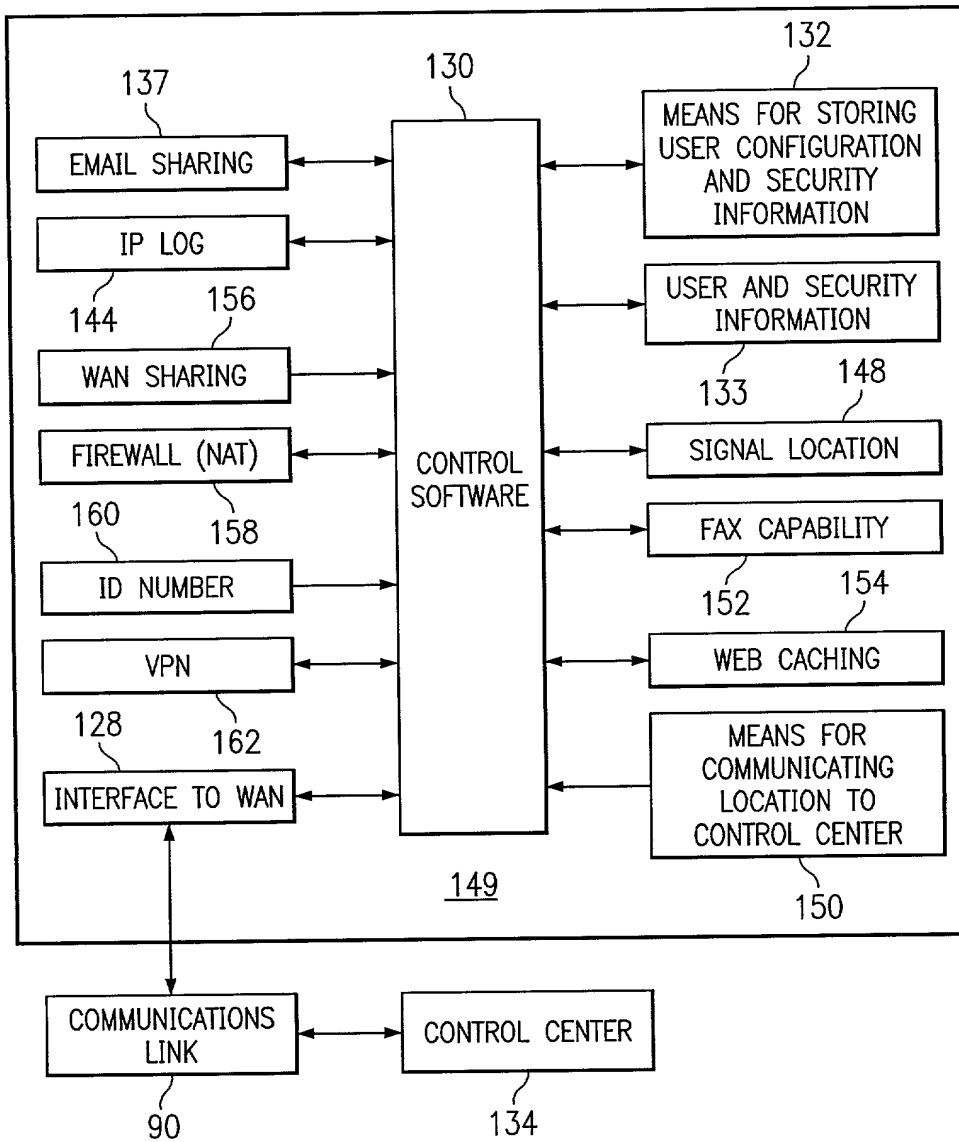 137
EMAIL SHARING
IP LOG
144
156
WAN SHARING
FIREWALL (NAT)
160
158
ID NUMBER
VPN
128
162
INTERFACE TO WAN
130
CONTROL
SOFTWARE
132
MEANS FOR STORING
USER CONFIGURATION
AND SECURITY
INFORMATION
USER AND SECURITY
INFORMATION
133
148
SIGNAL LOCATION
FAX CAPABILITY
152
154
WEB CACHING
MEANS FOR
COMMUNICATING
LOCATION TO
CONTROL CENTER
150
149
COMMUNICATIONS
LINK
90
CONTROL CENTER
134